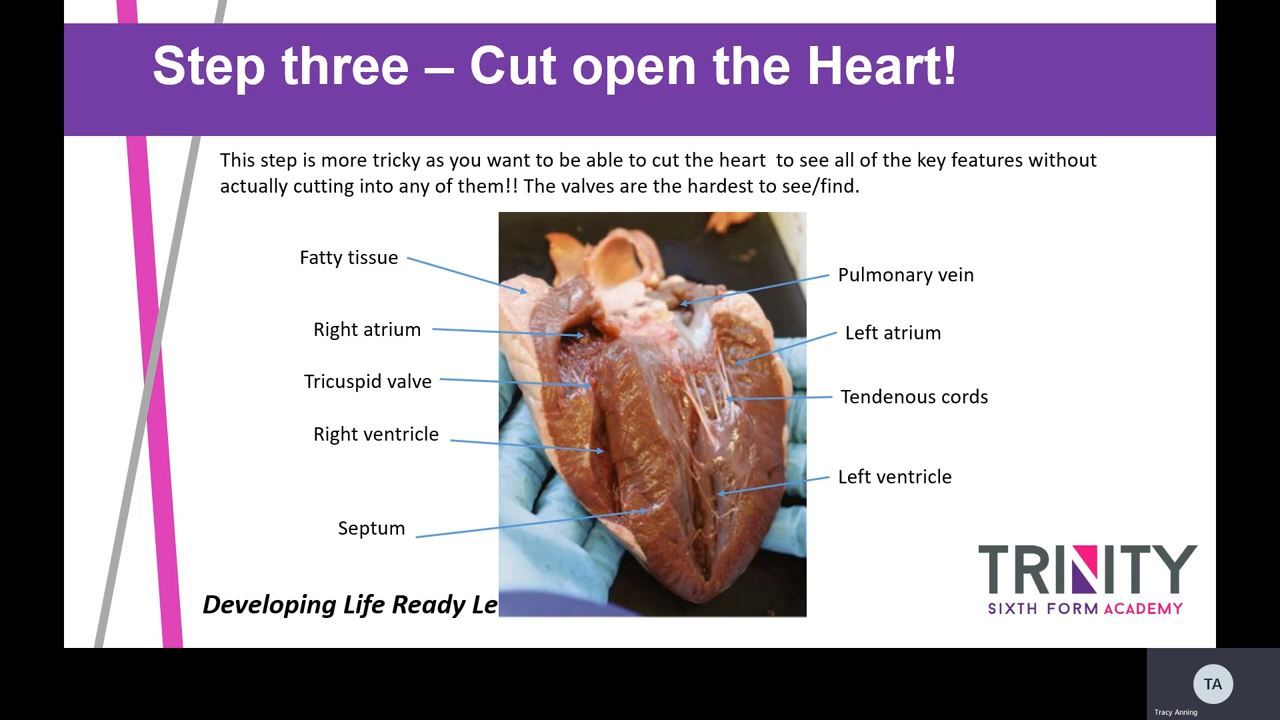 Step three – Cut open the Heart!
This step is more tricky as you want to be able to cut the heart  to see all of the key features without
actually cutting into any of them!! The valves are the hardest to see/find.
Fatty tissue
Right atrium
Tricuspid valve
Right ventricle
Septum
Pulmonary vein
Left atrium
Tendenous cords
Left ventricle
Developing Life Ready Le
TRINITY
SIXTH FORM ACADEMY
TA
Tracy Anning